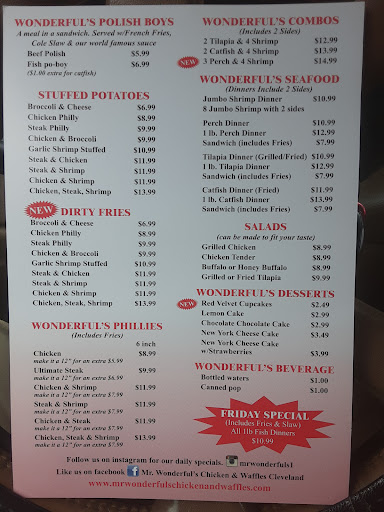 WONDERFUL'S POLISH BOYS
A meal in a sandwich. Served w/French Fries,
Cole Slaw & our world famous sauce
Beef Polish $5.99
Fish po-boy $6.99
($1.00 extra for catfish)
STUFFED POTATOES
Broccoli & Cheese $6.99
Chicken Philly $8.99
Steak Philly $9.99
Chicken & Broccoli $9.99
Garlic Shrimp Stuffed $10.99
Steak & Chicken $11.99
Steak & Shrimp $11.99
Chicken & Shrimp $11.99
Chicken, Steak, Shrimp $13.99
NEW DIRTY FRIES
Broccoli & Cheese $6.99
Chicken Philly $8.99
Steak Philly $9.99
Chicken & Broccoli $9.99
Garlic Shrimp Stuffed $10.99
Steak & Chicken $11.99
Steak & Shrimp $11.99
Chicken & Shrimp $11.99
Chicken, Steak, Shrimp $13.99
WONDERFUL'S PHILLIES
(Includes Fries)
6 inch
Chicken $8.99
make it a 12" for an extra $5.99
Ultimate Steak $9.99
make it a 12" for an extra $6.99
Chicken & Shrimp $11.99
make it a 12" for an extra $7.99
Steak & Shrimp $11.99
make it a 12" for an extra $7.99
Chicken & Steak $11.99
make it a 12" for an extra $7.99
Chicken, Steak & Shrimp $13.99
make it a 12" for an extra $7.99
WONDERFUL'S COMBOS
(Includes 2 Sides)
2 Tilapia & 4 Shrimp $12.99
2 Catfish & 4 Shrimp $13.99
NEW 3 Perch & 4 Shrimp $14.99
WONDERFUL'S SEAFOOD
(Dinners Include 2 Sides)
Jumbo Shrimp Dinner $10.99
8 Jumbo Shrimp with 2 sides
Perch Dinner $10.99
1 lb. Perch Dinner $12.99
Sandwich (includes Fries) $7.99
Tilapia Dinner (Grilled/Fried) $10.99
1 lb. Tilapia Dinner $12.99
Sandwich (includes Fries) $7.99
Catfish Dinner (Fried) $11.99
1 lb. Catfish Dinner $13.99
Sandwich (includes Fries) $7.99
SALADS
(can be made to fit your taste)
Grilled Chicken $8.99
Chicken Tender $8.99
Buffalo or Honey Buffalo $8.99
Grilled or Fried Tilapia $9.99
WONDERFUL'S DESSERTS
NEW Red Velvet Cupcakes $2.49
Lemon Cake $2.99
Chocolate Chocolate Cake $2.99
New York Cheese Cake $3.49
New York Cheese Cake
w/Strawberries $3.99
WONDERFUL'S BEVERAGE
Bottled waters $1.00
Canned pop $1.00
FRIDAY SPECIAL
(Includes Fries & Slaw)
All 1lb Fish Dinners
$10.99
Follow us on instagram for our daily specials. mrwonderfuls1
Like us on facebook f Mr. Wonderful's Chicken & Waffles Cleveland
www.mrwonderfulschickenandwaffles.com